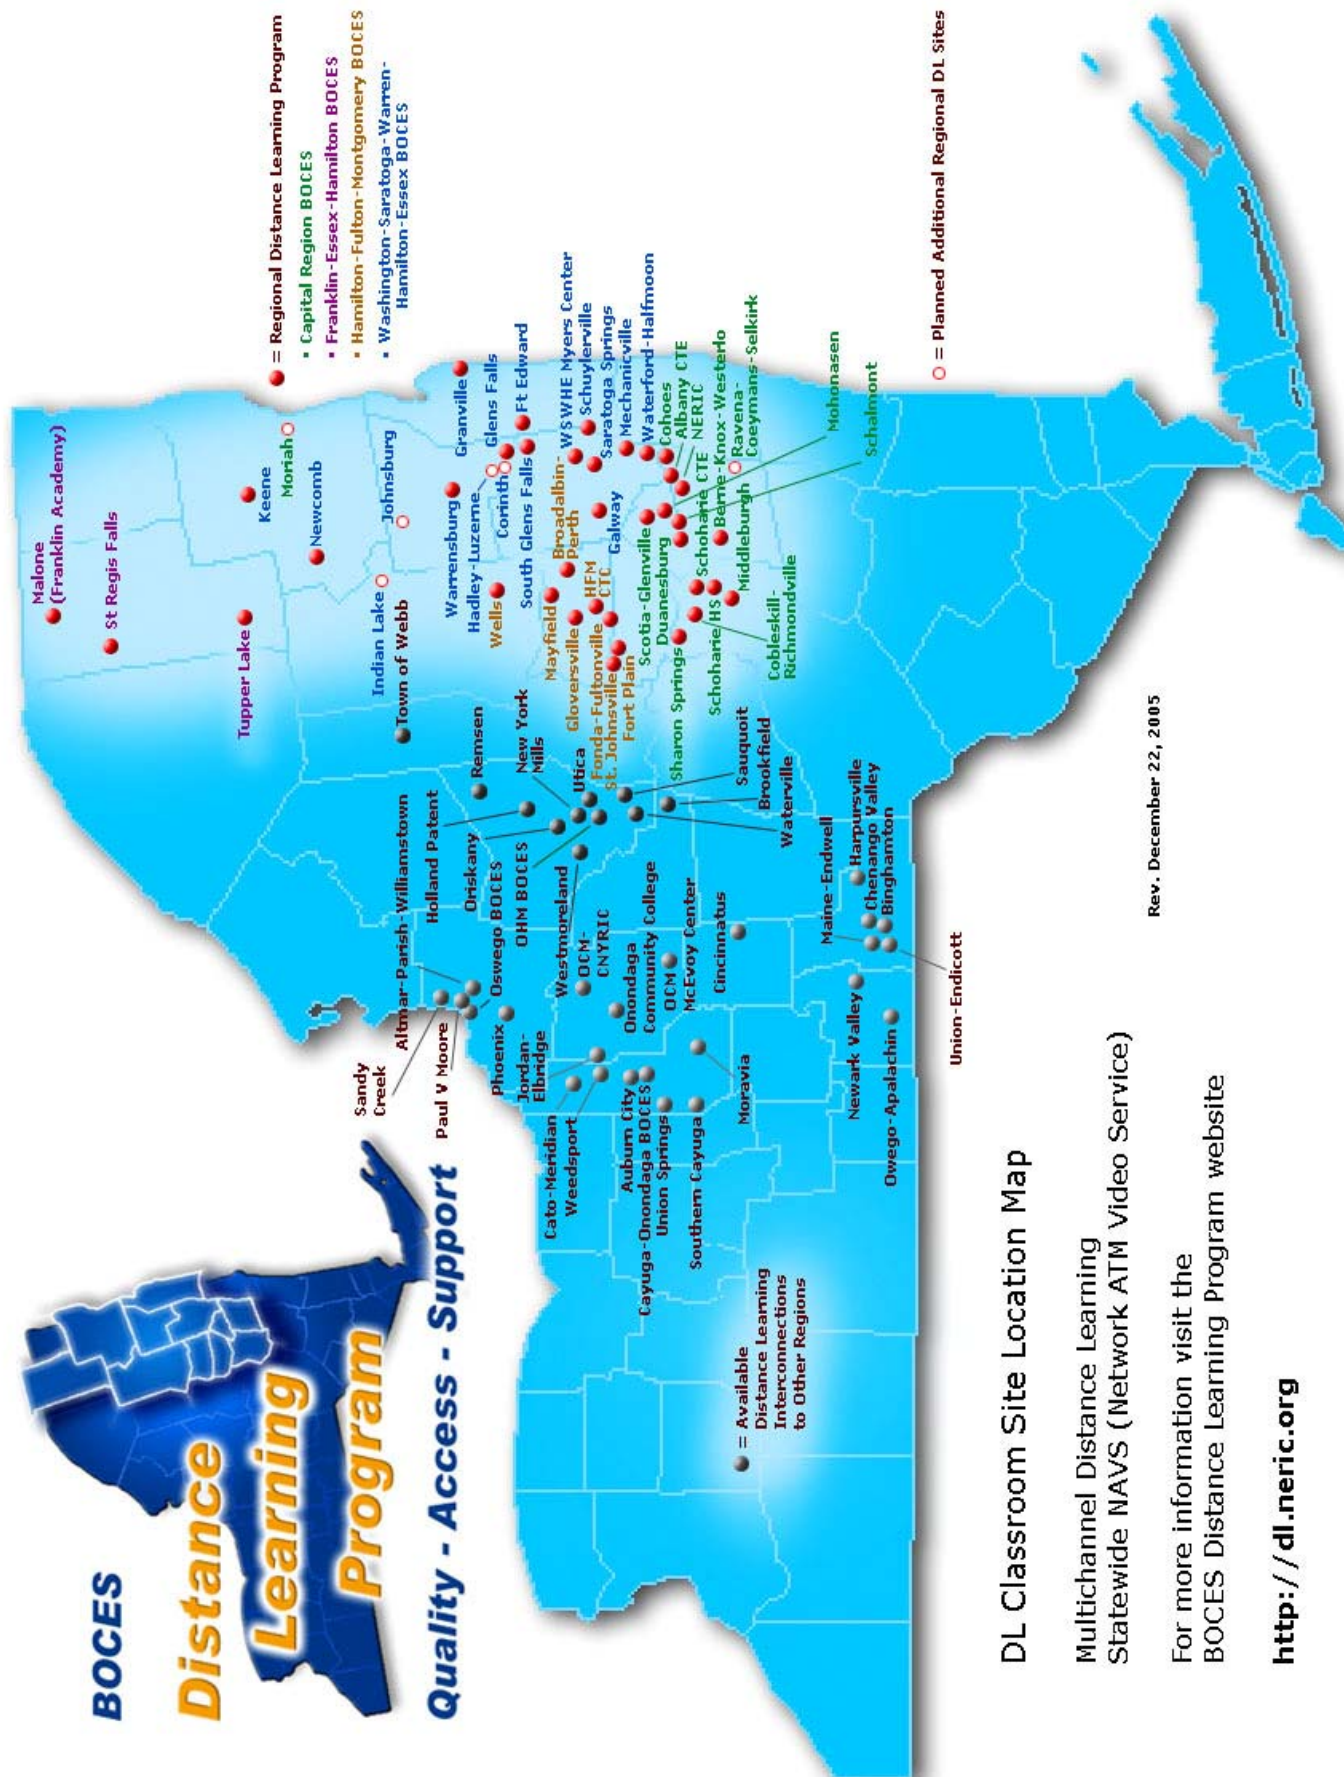 BOCES
Distance
Learning
Program
Quality - Access - Support
Malone
(Franklin Academy)
St Regis Falls
Tupper Lake
Keene
Moriah
Newcomb
Indian Lake
Johnsburg
Town of Webb
= Regional Distance Learning Program
▪ Capital Region BOCES
▪ Franklin-Essex-Hamilton BOCES
▪ Hamilton-Fulton-Montgomery BOCES
▪ Washington-Saratoga-Warren-
Hamilton-Essex BOCES
Sandy
Creek
Altmar-Parish-Williamstown
Paul V Moore
Holland Patent
Oriskany
Oswego BOCES
Remsen
New York
Mills
Utica
OHM BOCES
Phoenix
Jordan-
Elbridge
Westmoreland
OCM-
CNYRIC
Cato-Meridian
Weedsport
Auburn City
Cayuga-Onondaga BOCES
Union Springs
Southern Cayuga
Moravia
Onondaga
Community College
OCM
McEvoy Center
Cincinnatus
Sauquoit
Brookfield
Waterville
Warrensburg
Hadley-Luzerne
Granville
Glens Falls
Corinth
Ft Edward
South Glens Falls
Wells
Mayfield
Broadalbin-
Perth
Gloversville
HFM
CTC
Fonda-Fultonville
St. Johnsville
Fort Plain
Galway
WSWHE Myers Center
Schuylerville
Saratoga Springs
Mechanicville
Waterford-Halfmoon
Cohoes
Albany CTE
NERIC
Scotia-Glenville
Duanesburg
Sharon Springs
Schoharie CTE
Schoharie HS
Berne-Knox-Westerlo
Middleburgh
Ravena-
Coeymans-Selkirk
Cobleskill-
Richmondville
Mohonasen
Schalmont
Maine-Endwell
Harpursville
Chenango Valley
Binghamton
Newark Valley
Owego-Apalachin
Union-Endicott
= Available
Distance Learning
Interconnections
to Other Regions
= Planned Additional Regional DL Sites
DL Classroom Site Location Map
Multichannel Distance Learning
Statewide NAVS (Network ATM Video Service)
For more information visit the
BOCES Distance Learning Program website
http://dl.neric.org
Rev. December 22, 2005